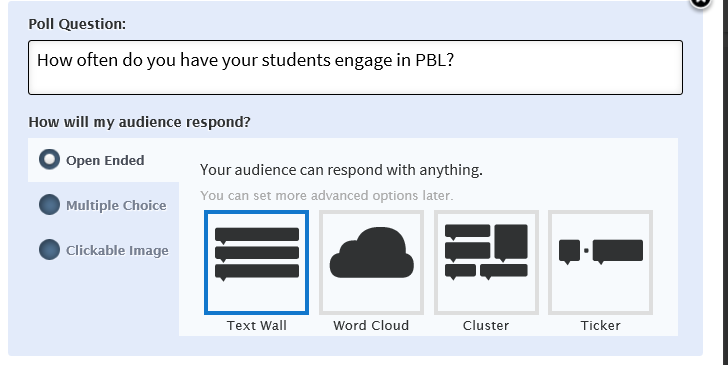 Poll Question:
How often do you have your students engage in PBL?
How will my audience respond?
Open Ended
Multiple Choice
Clickable Image
Your audience can respond with anything.
You can set more advanced options later.
Text Wall
Word Cloud
Cluster
Ticker